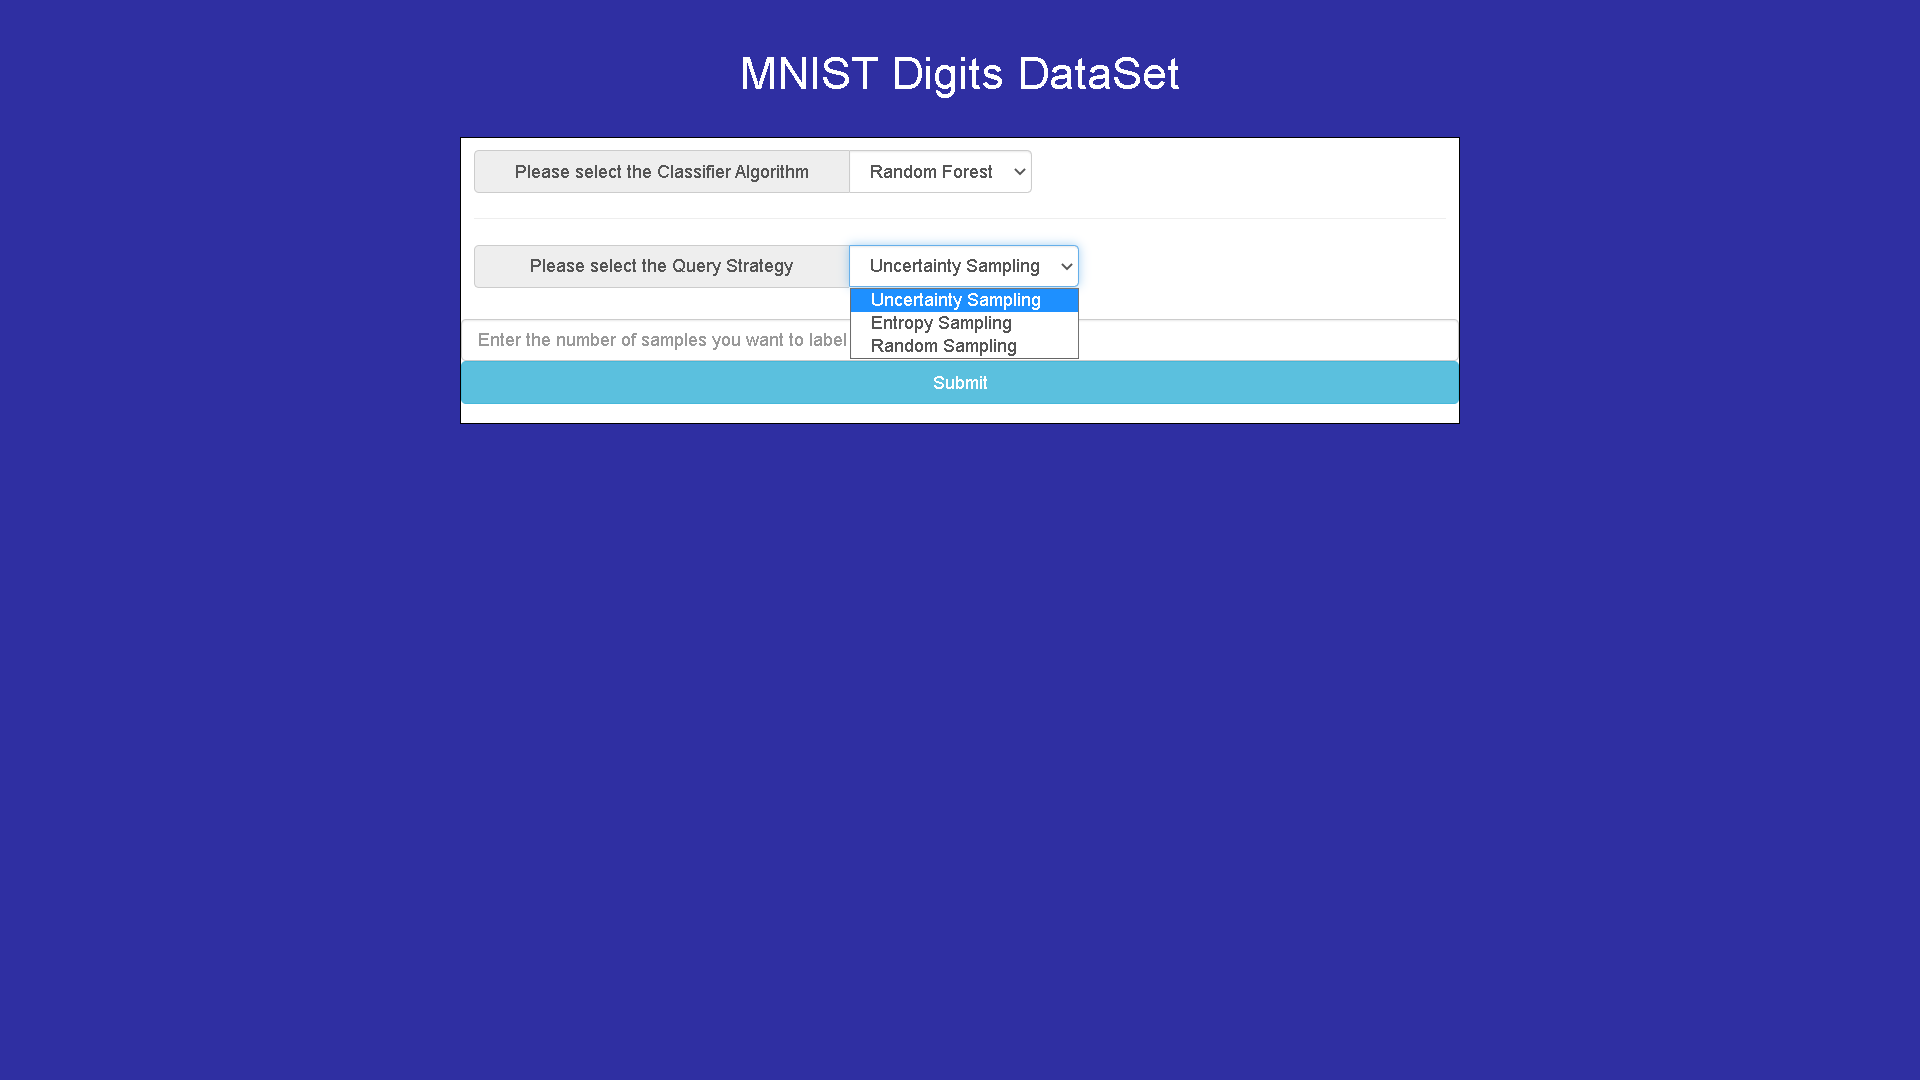 MNIST Digits DataSet
Please select the Classifier Algorithm
Random Forest
Please select the Query Strategy
Uncertainty Sampling
Uncertainty Sampling
Entropy Sampling
Random Sampling
Enter the number of samples you want to label
Submit